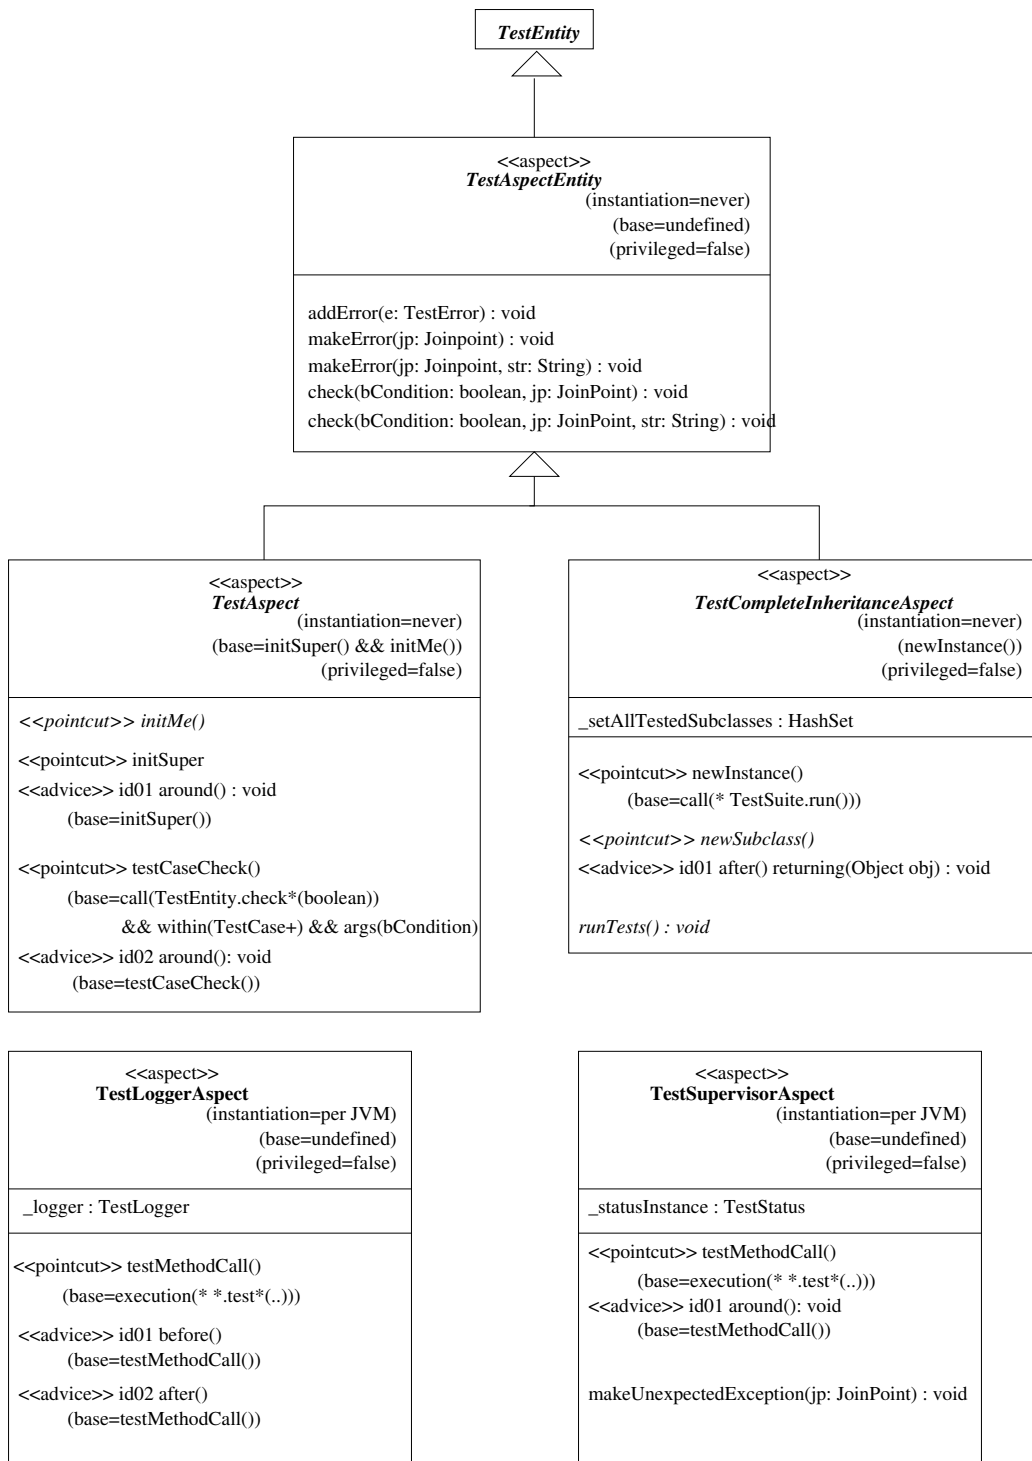 TestEntity
<<aspect>>
TestAspectEntity
(instantiation=never)
(base=undefined)
(privileged=false)
addError(e: TestError) : void
makeError(jp: Joinpoint) : void
makeError(jp: Joinpoint, str: String) : void
check(bCondition: boolean, jp: JoinPoint) : void
check(bCondition: boolean, jp: JoinPoint, str: String) : void
<<aspect>>
TestAspect
(instantiation=never)
(base=initSuper() && initMe())
(privileged=false)
<<pointcut>> initMe()
<<pointcut>> initSuper
<<advice>> id01 around() : void
(base=initSuper())
<<pointcut>> testCaseCheck()
(base=call(TestEntity.check*(boolean))
&& within(TestCase+) && args(bCondition)
<<advice>> id02 around(): void
(base=testCaseCheck())
<<aspect>>
TestCompleteInheritanceAspect
(instantiation=never)
(newInstance())
(privileged=false)
_setAllTestedSubclasses : HashSet
<<pointcut>> newInstance()
(base=call(* TestSuite.run()))
<<pointcut>> newSubclass()
<<advice>> id01 after() returning(Object obj) : void
runTests() : void
<<aspect>>
TestLoggerAspect
(instantiation=per JVM)
(base=undefined)
(privileged=false)
_logger : TestLogger
<<pointcut>> testMethodCall()
(base=execution(* *.test*(..)))
<<advice>> id01 before()
(base=testMethodCall())
<<advice>> id02 after()
(base=testMethodCall())
<<aspect>>
TestSupervisorAspect
(instantiation=per JVM)
(base=undefined)
(privileged=false)
_statusInstance : TestStatus
<<pointcut>> testMethodCall()
(base=execution(* *.test*(..)))
<<advice>> id01 around(): void
(base=testMethodCall())
makeUnexpectedException(jp: JoinPoint) : void